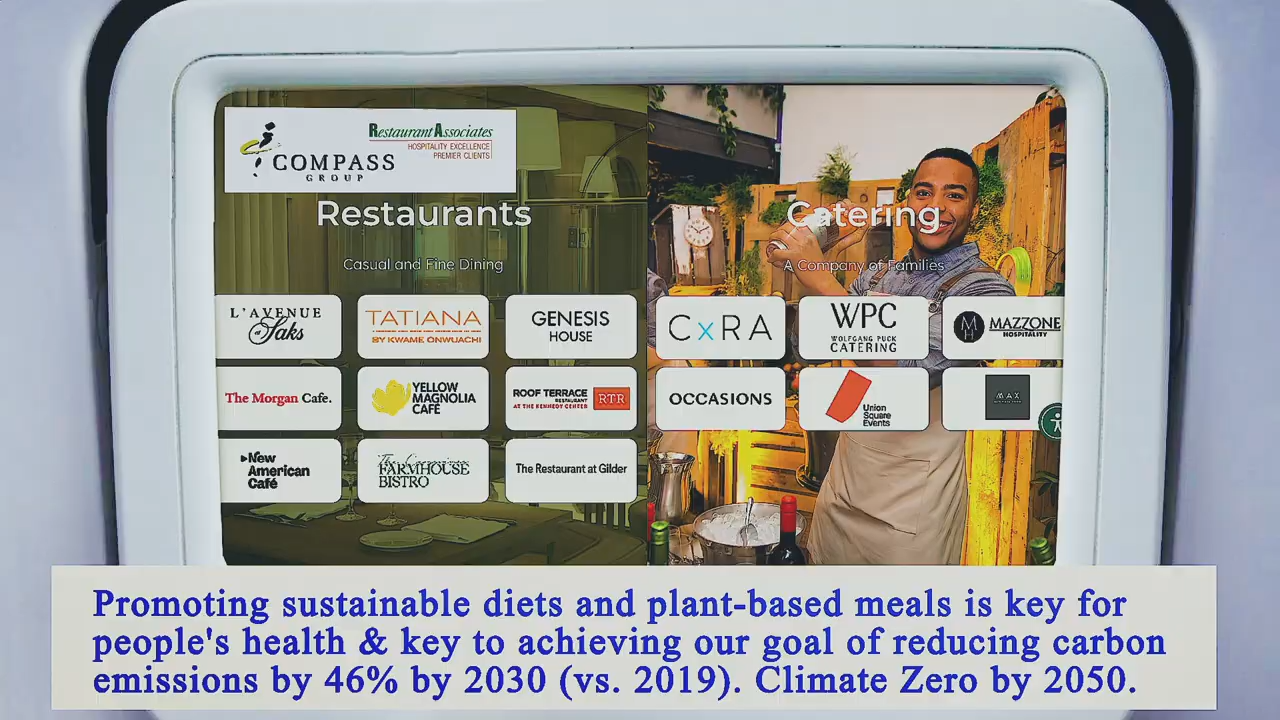 COMPASS
GROUP
RESTAURANT ASSOCIATES
HOSPITALITY EXCELLENCE
PREMIER CLIENTS
Restaurants
Casual and Fine Dining
L'AVENUE
at Saks
TATIANA
BY KWAME ONWUACHI
GENESIS
HOUSE
The Morgan Cafe.
YELLOW
MAGNOLIA
CAFÉ
ROOF TERRACE
RESTAURANT
AT THE KENNEDY CENTER
RTR
New
American
Café
FARMHOUSE
BISTRO
The Restaurant at Gilder
Catering
A Company of Families
CxRA
WPC
WOLFGANG PUCK
CATERING
MAZZONE
HOSPITALITY
OCCASIONS
Union
Square
Events
MAX
Promoting sustainable diets and plant-based meals is key for
people's health & key to achieving our goal of reducing carbon
emissions by 46% by 2030 (vs. 2019). Climate Zero by 2050.